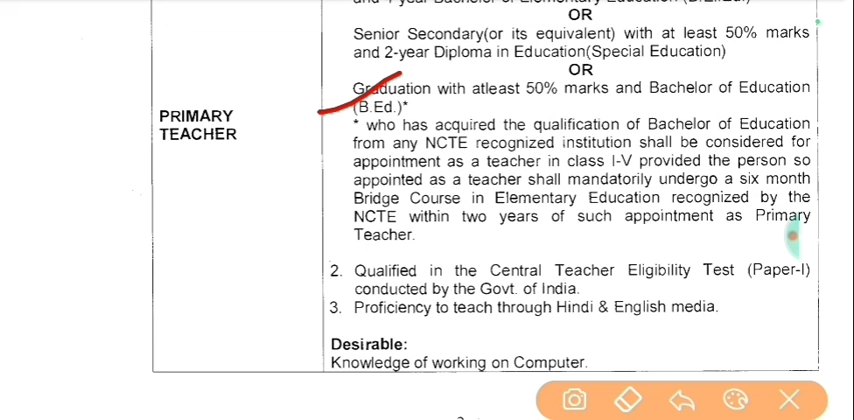 OR
Senior Secondary(or its equivalent) with at least 50% marks
and 2-year Diploma in Education(Special Education)
OR
Graduation with atleast 50% marks and Bachelor of Education
(B.Ed.)*
PRIMARY
TEACHER
* who has acquired the qualification of Bachelor of Education
from any NCTE recognized institution shall be considered for
appointment as a teacher in class I-V provided the person so
appointed as a teacher shall mandatorily undergo a six month
Bridge Course in Elementary Education recognized by the
NCTE within two years of such appointment as Primary
Teacher.
2. Qualified in the Central Teacher Eligibility Test (Paper-I)
conducted by the Govt. of India.
3. Proficiency to teach through Hindi & English media.
Desirable:
Knowledge of working on Computer.